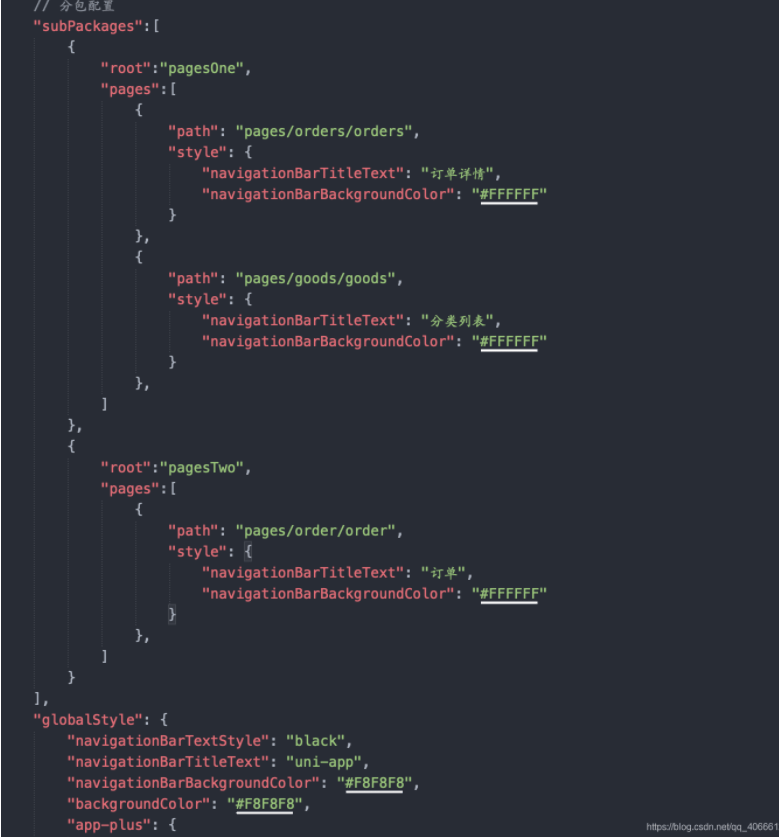 // 分包配置
"subPackages":[
{
"root":"pagesOne",
"pages":[
{
"path": "pages/orders/orders",
"style": {
"navigationBarTitleText": "订单详情",
"navigationBarBackgroundColor": "#FFFFFF"
}
},
{
"path": "pages/goods/goods",
"style": {
"navigationBarTitleText": "分类列表",
"navigationBarBackgroundColor": "#FFFFFF"
}
},
]
},
{
"root":"pagesTwo",
"pages":[
{
"path": "pages/order/order",
"style": {
"navigationBarTitleText": "订单",
"navigationBarBackgroundColor": "#FFFFFF"
}
},
]
}
],
"globalStyle": {
"navigationBarTextStyle": "black",
"navigationBarTitleText": "uni-app",
"navigationBarBackgroundColor": "#F8F8F8",
"backgroundColor": "#F8F8F8",
"app-plus": {
https://blog.csdn.net/qq_406661